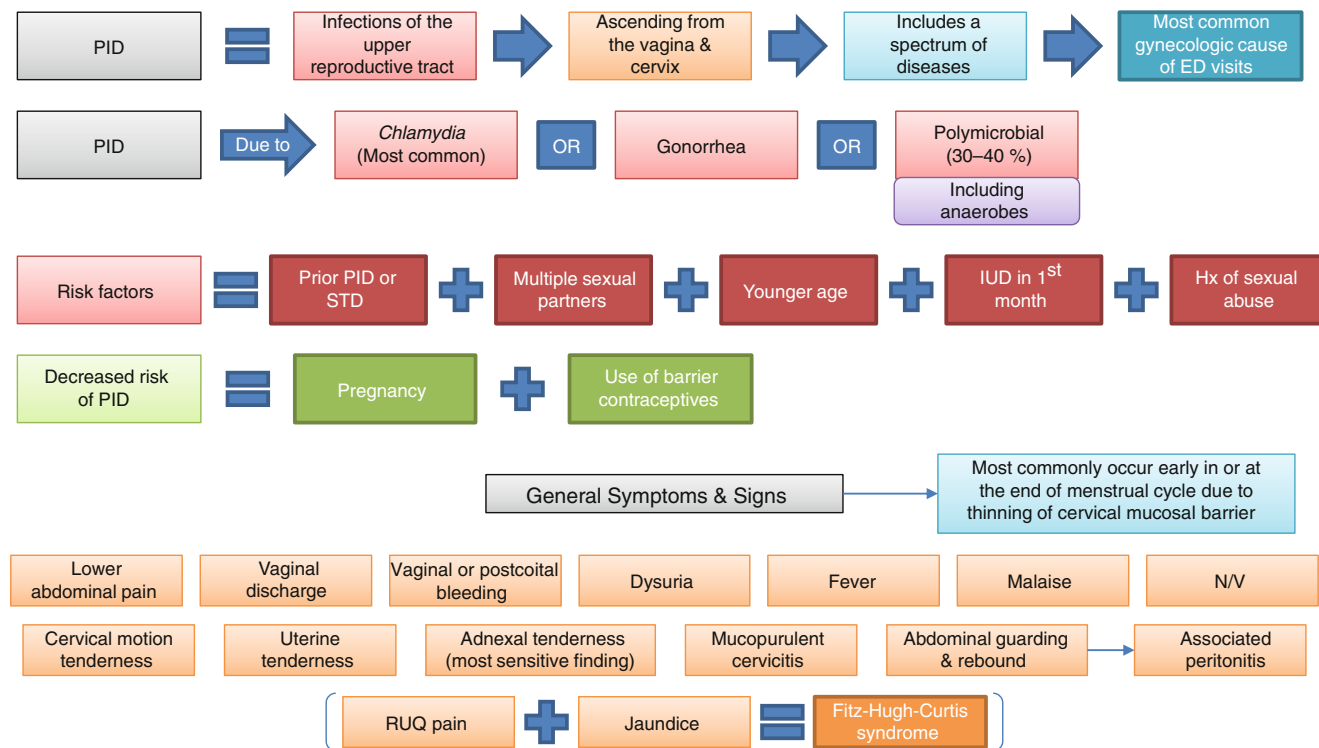 PID
Infections of the
upper
reproductive tract
Ascending from
the vagina &
cervix
Includes a
spectrum of
diseases
Most common
gynecologic cause
of ED visits
PID
Due to
Chlamydia
(Most common)
OR
Gonorrhea
OR
Polymicrobial
(30–40 %)
Including
anaerobes
Risk factors
Prior PID or
STD
Multiple sexual
partners
Younger age
IUD in 1st
month
Hx of sexual
abuse
Decreased risk
of PID
Pregnancy
Use of barrier
contraceptives
General Symptoms & Signs
Most commonly occur early in or at
the end of menstrual cycle due to
thinning of cervical mucosal barrier
Lower
abdominal pain
Vaginal
discharge
Vaginal or postcoital
bleeding
Dysuria
Fever
Malaise
N/V
Cervical motion
tenderness
Uterine
tenderness
Adnexal tenderness
(most sensitive finding)
Mucopurulent
cervicitis
Abdominal guarding
& rebound
Associated
peritonitis
RUQ pain
Jaundice
Fitz-Hugh-Curtis
syndrome